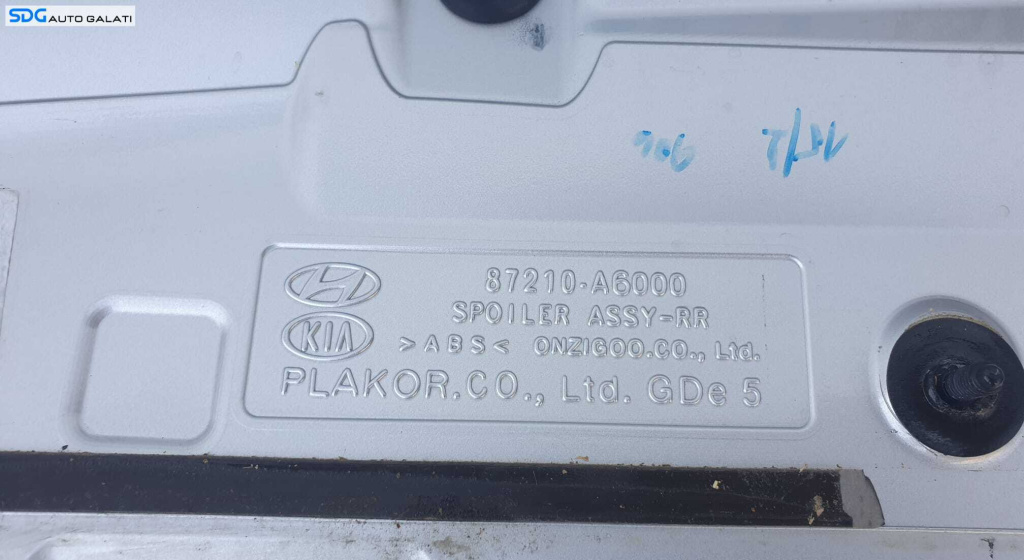 SDG AUTO GALATI
87210-A6000
SPOILER ASSY-RR
KIA
>ABS< ONZIGOO.CO., Ltd.
PLAKOR.CO., Ltd. GDe 5